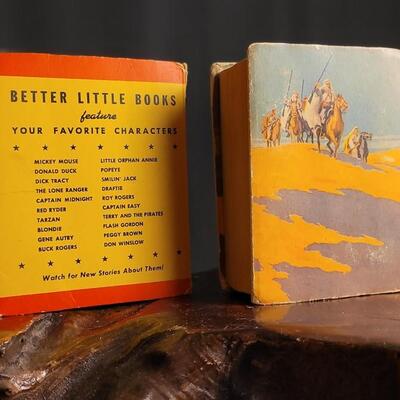 BETTER LITTLE BOOKS
feature
YOUR FAVORITE CHARACTERS
MICKEY MOUSE
DONALD DUCK
DICK TRACY
THE LONE RANGER
CAPTAIN MIDNIGHT
RED RYDER
TARZAN
BLONDIE
GENE AUTRY
BUCK ROGERS
LITTLE ORPHAN ANNIE
POPEYE
SMILIN' JACK
DRAFTIE
ROY ROGERS
CAPTAIN EASY
TERRY AND THE PIRATES
FLASH GORDON
PEGGY BROWN
DON WINSLOW
Watch for New Stories About Them!